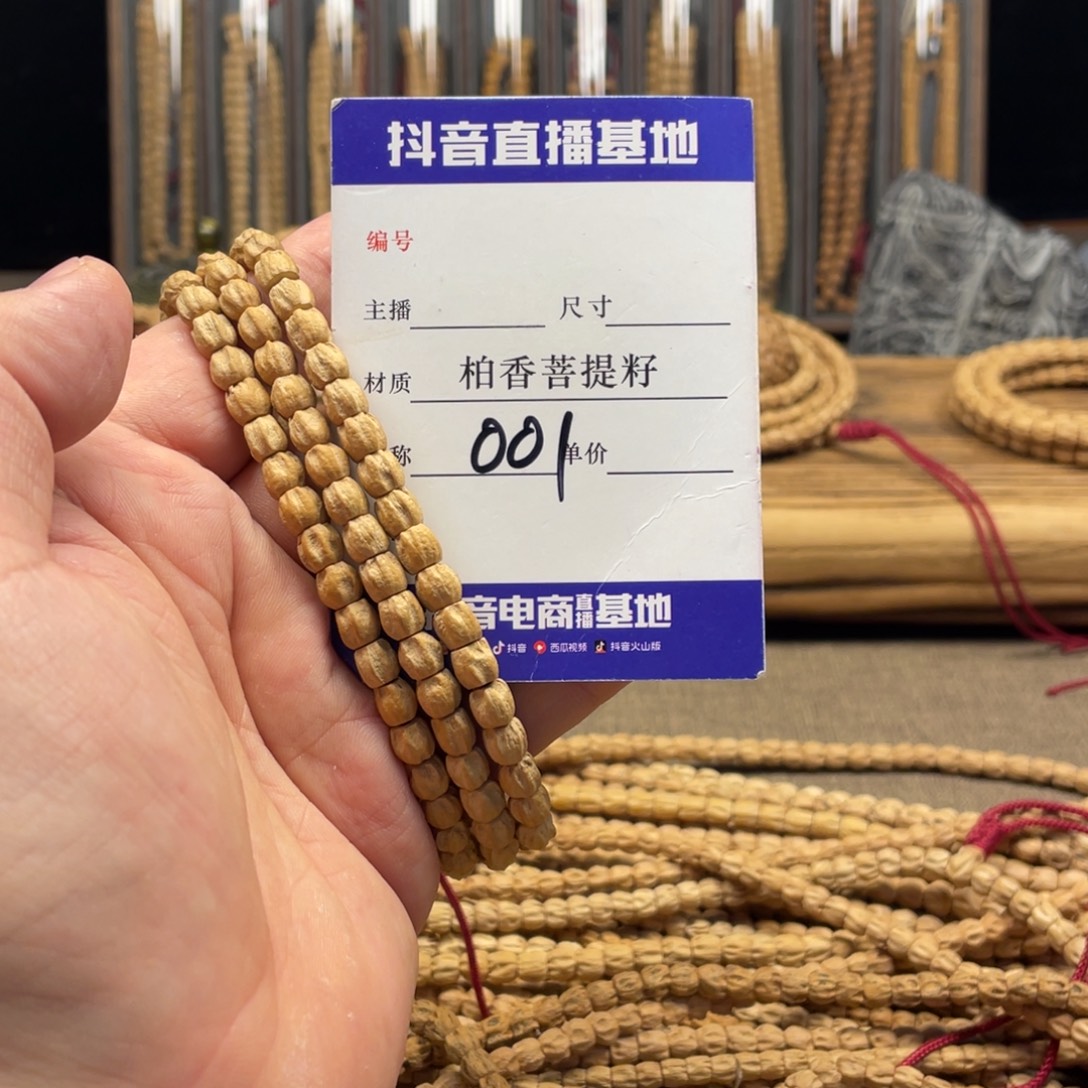 抖音直播基地
编号
主播 尺寸
材质 柏香菩提籽
称 001 单价
音电商直播基地
抖音 西瓜视频 抖音火山版